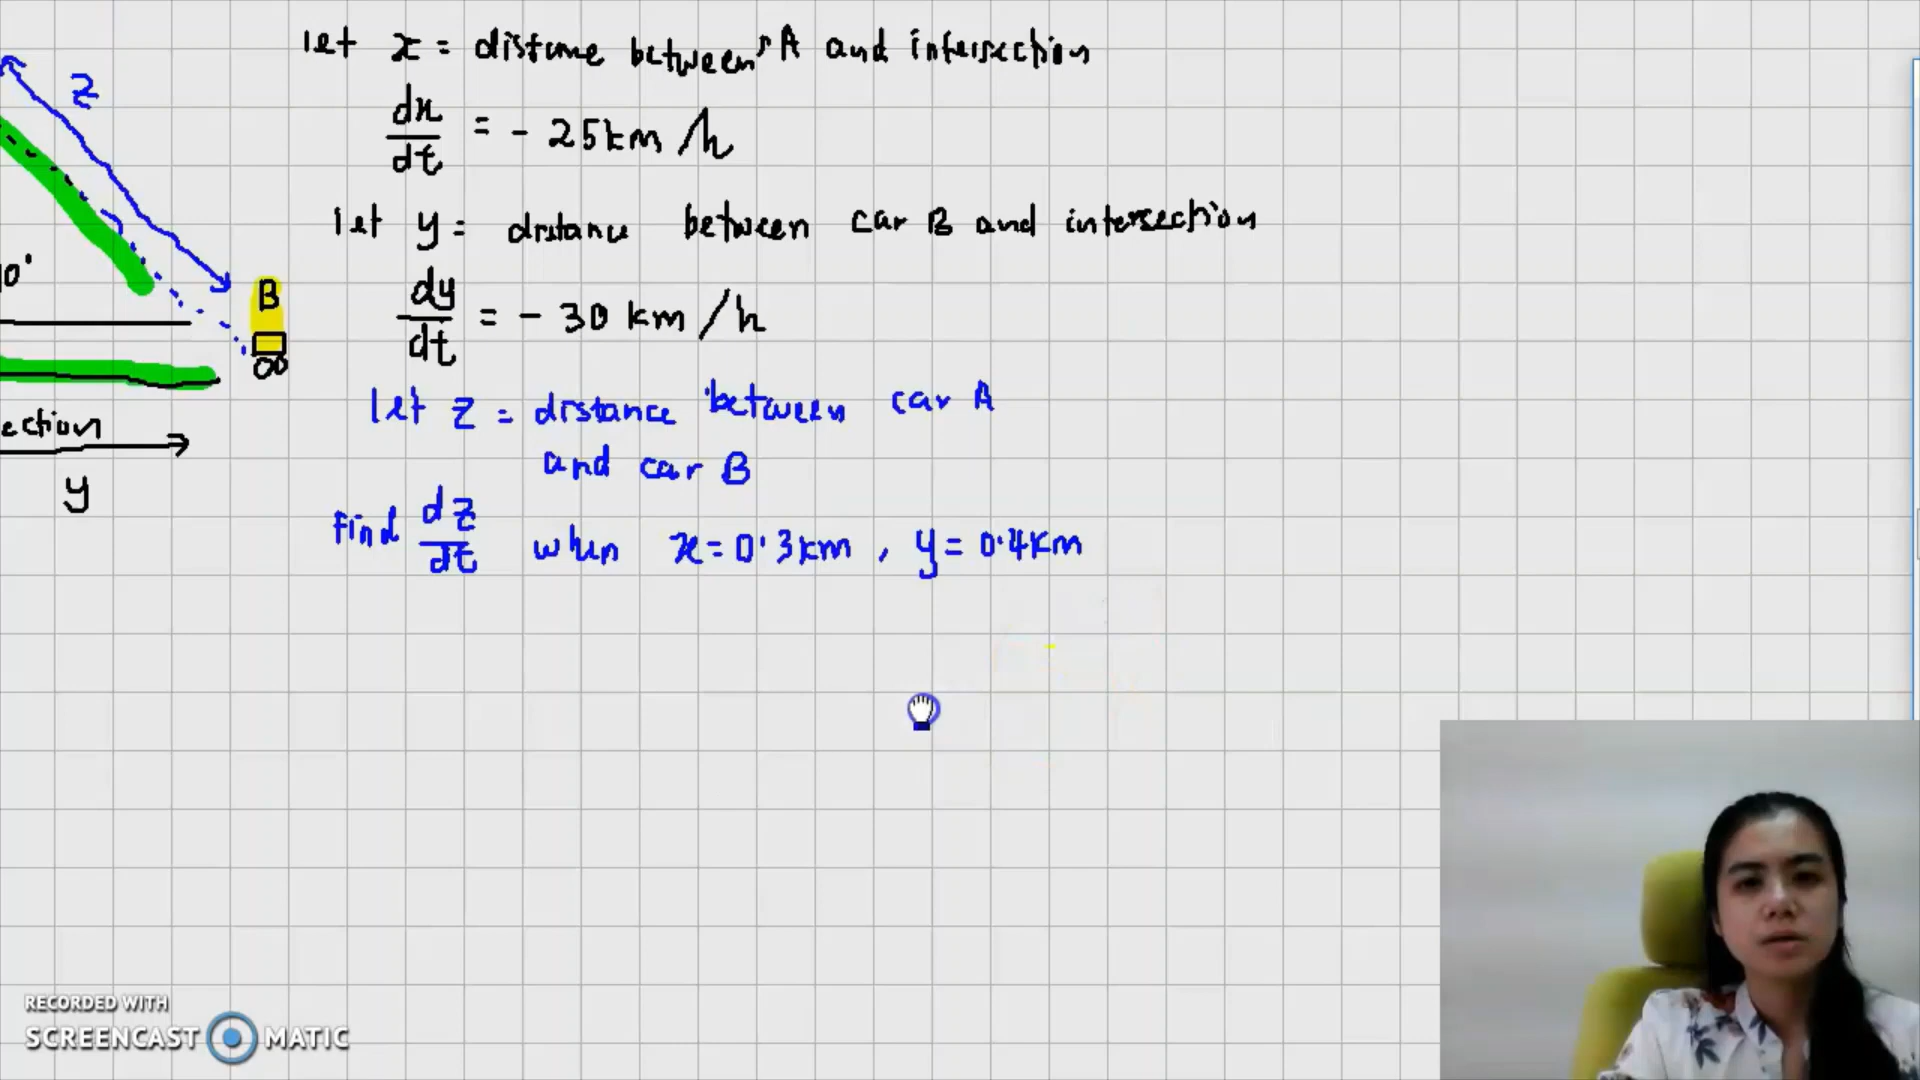 let x = distance between A and intersection
dx/dt = - 25km/h
let y = distance between car B and intersection
dy/dt = - 30 km/h
let z = distance between car A
and car B
Find dz/dt when x = 0.3km , y = 0.4km
z
0°
B
ection
y
RECORDED WITH
SCREENCAST MATIC